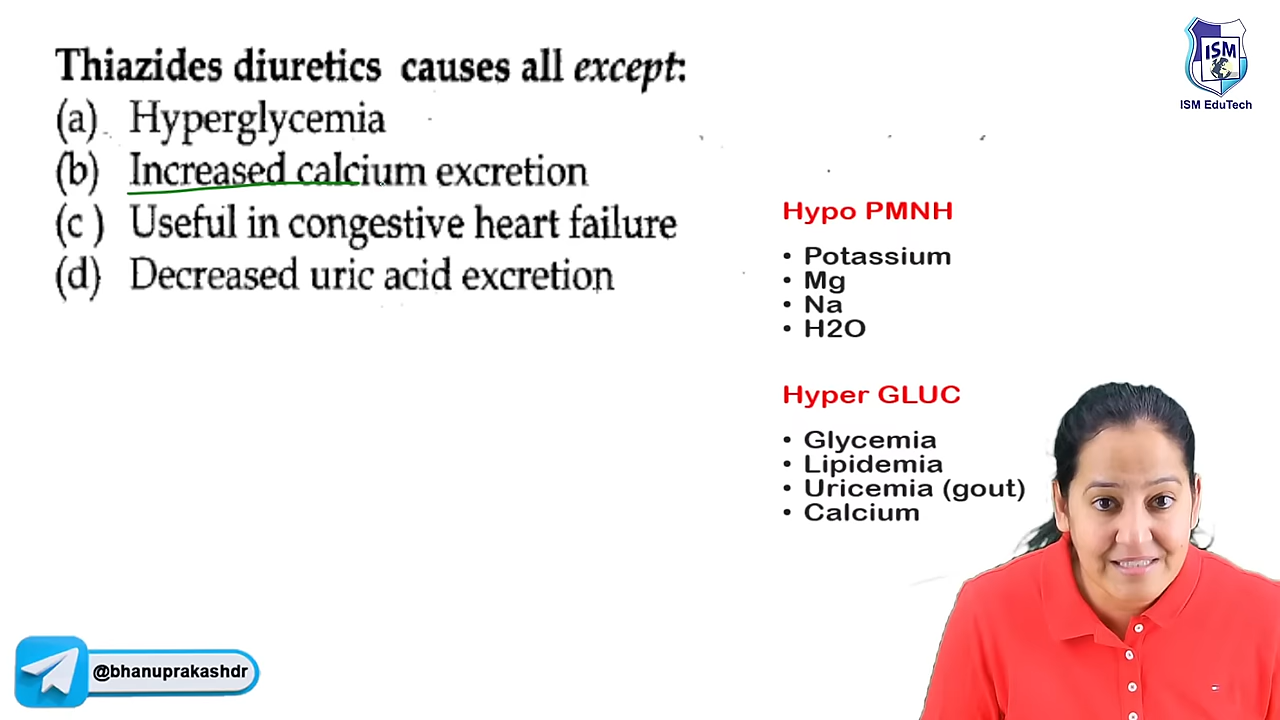 Thiazides diuretics causes all except:
(a) Hyperglycemia
(b) Increased calcium excretion
(c ) Useful in congestive heart failure
(d) Decreased uric acid excretion
ISM
ISM EduTech
Hypo PMNH
• Potassium
• Mg
• Na
• H2O
Hyper GLUC
• Glycemia
• Lipidemia
• Uricemia (gout)
• Calcium
@bhanuprakashdr